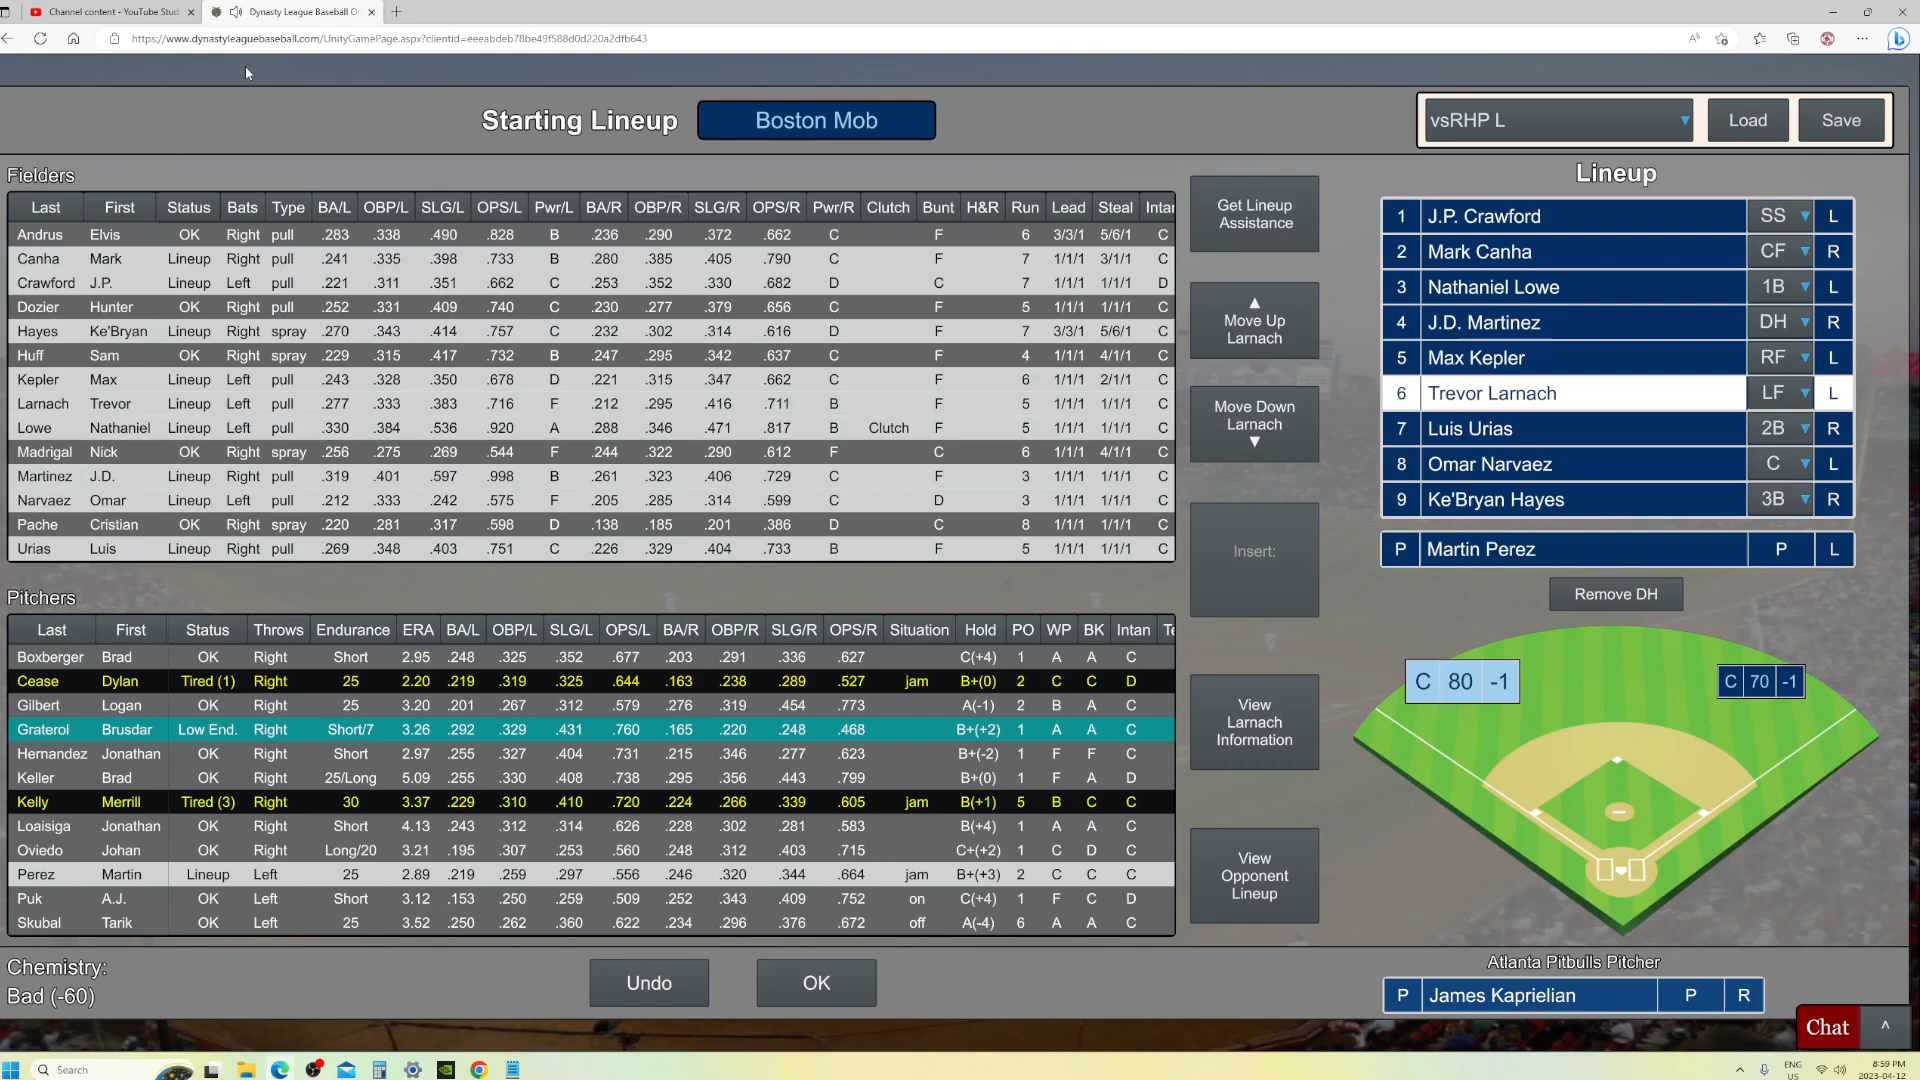 Channel content - YouTube Stud
Dynasty League Baseball On
https://www.dynastyleaguebaseball.com/UnityGamePage.aspx?clientid=eeeabdeb78be49f588d0d220a2dfb643
Starting Lineup Boston Mob vsRHP L Load Save
Fielders
Last First Status Bats Type BA/L OBP/L SLG/L OPS/L Pwr/L BA/R OBP/R SLG/R OPS/R Pwr/R Clutch Bunt H&R Run Lead Steal Intan
Andrus Elvis OK Right pull .283 .338 .490 .828 B .236 .290 .372 .662 C F 6 3/3/1 5/6/1 C
Canha Mark Lineup Right pull .241 .335 .398 .733 B .280 .385 .405 .790 C F 7 1/1/1 3/1/1 C
Crawford J.P. Lineup Left pull .221 .311 .351 .662 C .253 .352 .330 .682 D C 7 1/1/1 1/1/1 D
Dozier Hunter OK Right pull .252 .331 .409 .740 C .230 .277 .379 .656 C F 5 1/1/1 1/1/1 C
Hayes Ke'Bryan Lineup Right spray .270 .343 .414 .757 C .232 .302 .314 .616 D F 7 3/3/1 5/6/1 C
Huff Sam OK Right spray .229 .315 .417 .732 B .247 .295 .342 .637 C F 4 1/1/1 4/1/1 C
Kepler Max Lineup Left pull .243 .328 .350 .678 D .221 .315 .347 .662 C F 6 1/1/1 2/1/1 C
Larnach Trevor Lineup Left pull .277 .333 .383 .716 F .212 .295 .416 .711 B F 5 1/1/1 1/1/1 C
Lowe Nathaniel Lineup Left pull .330 .384 .536 .920 A .288 .346 .471 .817 B Clutch F 5 1/1/1 1/1/1 C
Madrigal Nick OK Right spray .256 .275 .269 .544 F .244 .322 .290 .612 F C 6 1/1/1 4/1/1 C
Martinez J.D. Lineup Right pull .319 .401 .597 .998 B .261 .323 .406 .729 C F 3 1/1/1 1/1/1 C
Narvaez Omar Lineup Left pull .212 .333 .242 .575 F .205 .285 .314 .599 C D 3 1/1/1 1/1/1 C
Pache Cristian OK Right spray .220 .281 .317 .598 D .138 .185 .201 .386 D C 8 1/1/1 1/1/1 C
Urias Luis Lineup Right pull .269 .348 .403 .751 C .226 .329 .404 .733 B F 5 1/1/1 1/1/1 C
Pitchers
Last First Status Throws Endurance ERA BA/L OBP/L SLG/L OPS/L BA/R OBP/R SLG/R OPS/R Situation Hold PO WP BK Intan Te
Boxberger Brad OK Right Short 2.95 .248 .325 .352 .677 .203 .291 .336 .627 C(+4) 1 A A C
Cease Dylan Tired (1) Right 25 2.20 .219 .319 .325 .644 .163 .238 .289 .527 jam B+(0) 2 C C D
Gilbert Logan OK Right 25 3.20 .201 .267 .312 .579 .276 .319 .454 .773 A(-1) 2 B A C
Graterol Brusdar Low End. Right Short/7 3.26 .292 .329 .431 .760 .165 .220 .248 .468 B+(+2) 1 A A C
Hernandez Jonathan OK Right Short 2.97 .255 .327 .404 .731 .215 .346 .277 .623 B+(-2) 1 F F C
Keller Brad OK Right 25/Long 5.09 .255 .330 .408 .738 .295 .356 .443 .799 B+(0) 1 F A D
Kelly Merrill Tired (3) Right 30 3.37 .229 .310 .410 .720 .224 .266 .339 .605 jam B(+1) 5 B C C
Loaisiga Jonathan OK Right Short 4.13 .243 .312 .314 .626 .228 .302 .281 .583 B(+4) 1 A A C
Oviedo Johan OK Right Long/20 3.21 .195 .307 .253 .560 .248 .312 .403 .715 C+(+2) 1 C D C
Perez Martin Lineup Left 25 2.89 .219 .259 .297 .556 .246 .320 .344 .664 jam B+(+3) 2 C C C
Puk A.J. OK Left Short 3.12 .153 .250 .259 .509 .252 .343 .409 .752 on C(+4) 1 F C D
Skubal Tarik OK Left 25 3.52 .250 .262 .360 .622 .234 .296 .376 .672 off A(-4) 6 A A C
Chemistry:
Bad (-60)
Undo OK
Get Lineup
Assistance
Move Up
Larnach
Move Down
Larnach
Insert:
View
Larnach
Information
View
Opponent
Lineup
Lineup
1 J.P. Crawford SS L
2 Mark Canha CF R
3 Nathaniel Lowe 1B L
4 J.D. Martinez DH R
5 Max Kepler RF L
6 Trevor Larnach LF L
7 Luis Urias 2B R
8 Omar Narvaez C L
9 Ke'Bryan Hayes 3B R
P Martin Perez P L
Remove DH
C 80 -1 C 70 -1
Atlanta Pitbulls Pitcher
P James Kaprielian P R
Chat ^
Search
ENG
US
8:59 PM
2023-04-12